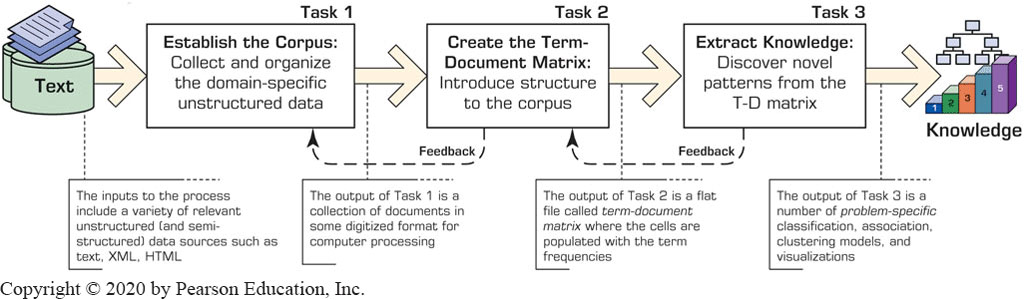 Task 1
Task 2
Task 3
Text
Establish the Corpus:
Collect and organize
the domain-specific
unstructured data
Create the Term-
Document Matrix:
Introduce structure
to the corpus
Extract Knowledge:
Discover novel
patterns from the
T-D matrix
1
2
3
4
5
Knowledge
Feedback
Feedback
The inputs to the process
include a variety of relevant
unstructured (and semi-
structured) data sources such as
text, XML, HTML
The output of Task 1 is a
collection of documents in
some digitized format for
computer processing
The output of Task 2 is a flat
file called term-document
matrix where the cells are
populated with the term
frequencies
The output of Task 3 is a
number of problem-specific
classification, association,
clustering models, and
visualizations
Copyright © 2020 by Pearson Education, Inc.